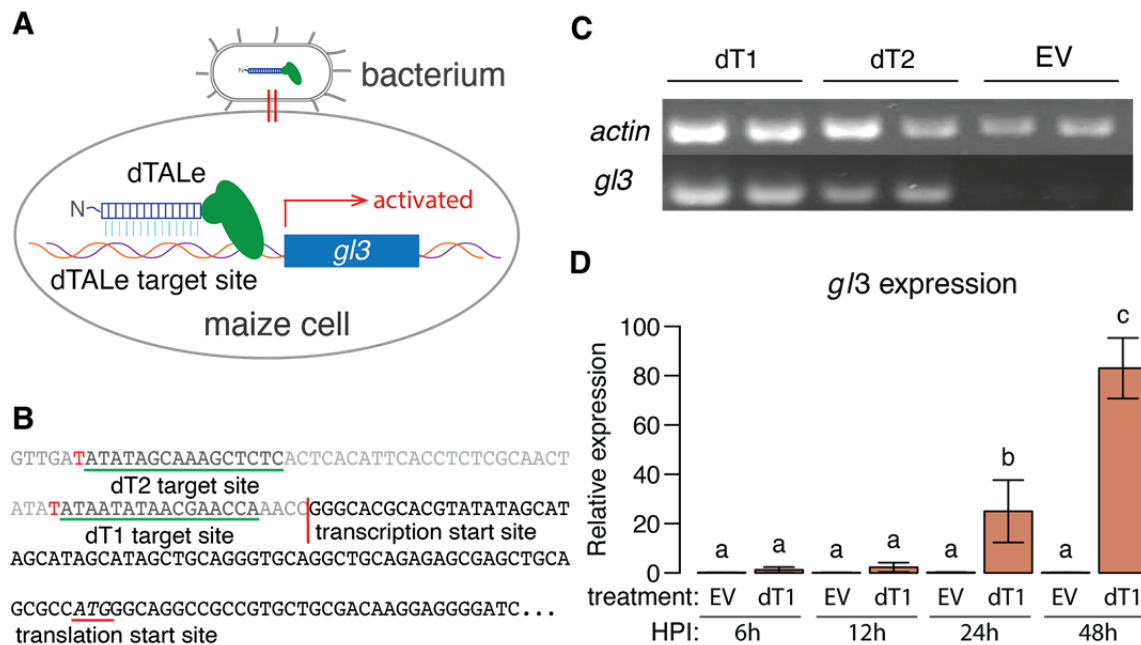 A
bacterium
N
dTALe
N
activated
gl3
dTALe target site
maize cell
B
GTTGATATATAGCAAAGCTCTCACTCACATTCACCTCTCGCAACT
dT2 target site
ATATATAATATAACGAACCAAACCGGGCACGCACGTATATAGCAT
dT1 target site transcription start site
AGCATAGCATAGCTGCAGGGTGCAGGCTGCAGAGAGCGAGCTGCA
GCGCCATGGGCAGGCCGCCGTGCTGCGACAAGGAGGGGATC...
translation start site
C
dT1 dT2 EV
actin
gl3
D
gl3 expression
Relative expression
100
80
60
40
20
0
a a a a a b a c
treatment: EV dT1 EV dT1 EV dT1 EV dT1
HPI: 6h 12h 24h 48h